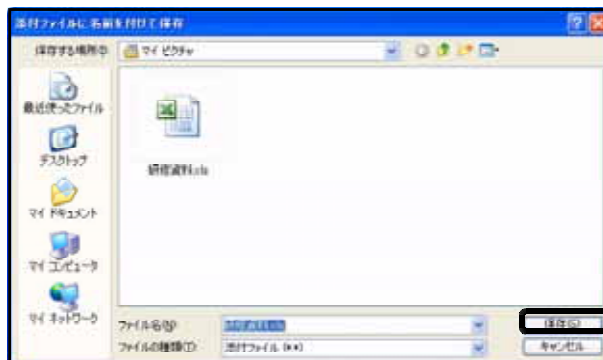 添付ファイルに名前を付けて保存
保存する場所(I):
マイ ピクチャ
最近使ったファイル
デスクトップ
マイ ドキュメント
マイ コンピュータ
マイ ネットワーク
研修資料.xls
ファイル名(N):
研修資料.xls
保存(S)
ファイルの種類(T):
添付ファイル (*.*)
キャンセル